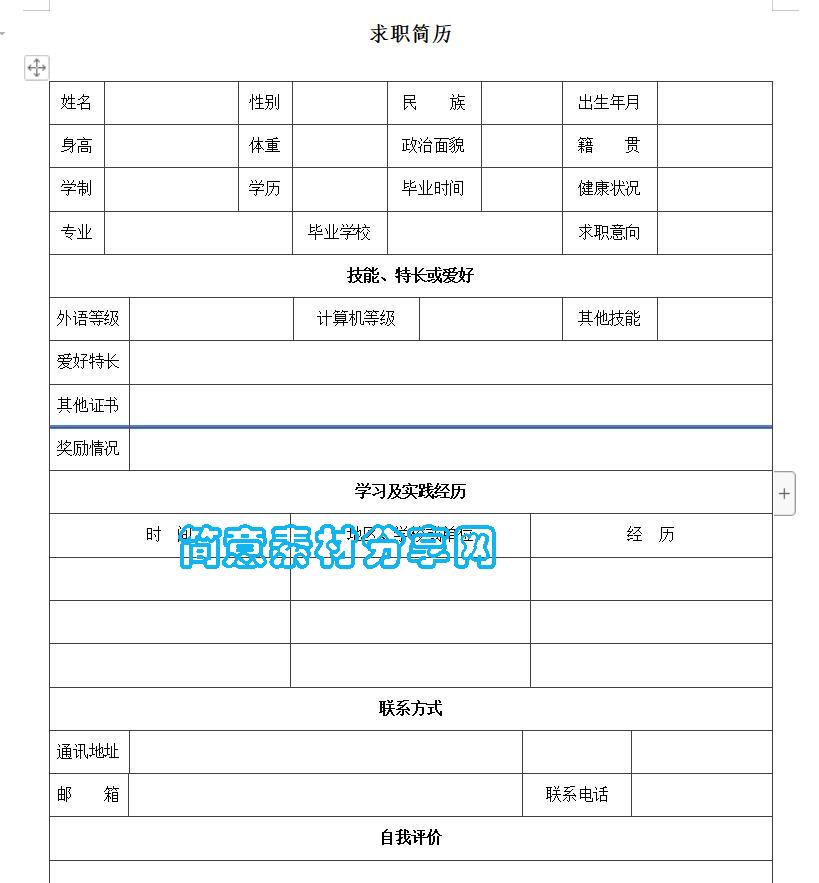 求职简历
姓名 性别 民 族 出生年月
身高 体重 政治面貌 籍 贯
学制 学历 毕业时间 健康状况
专业 毕业学校 求职意向
技能、特长或爱好
外语等级 计算机等级 其他技能
爱好特长
其他证书
奖励情况
学习及实践经历
时 间 地区、学校或单位 经 历
简意素材分享网
联系方式
通讯地址
邮 箱 联系电话
自我评价